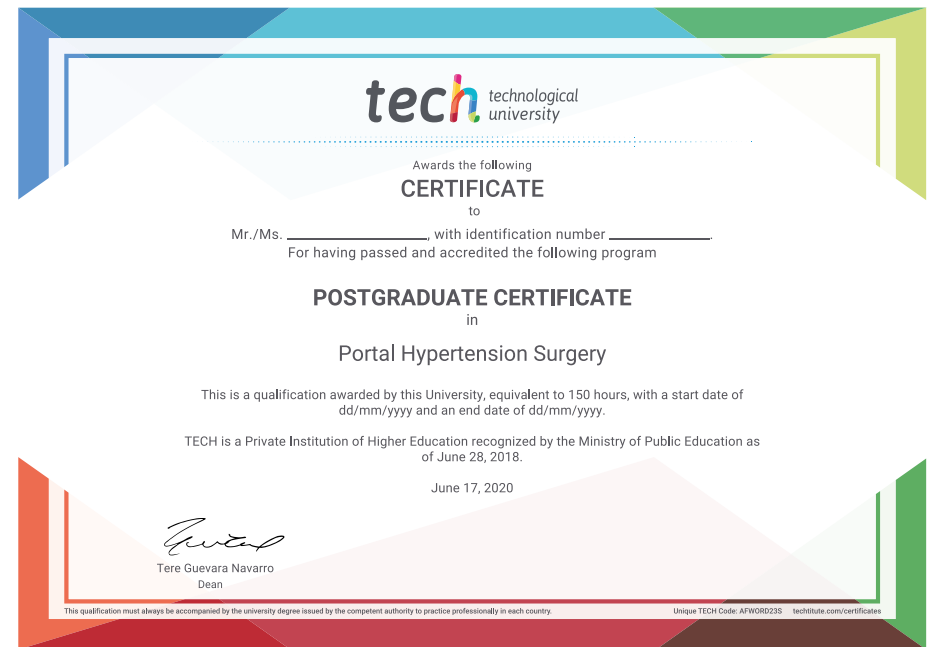 tech technological
university
Awards the following
CERTIFICATE
to
Mr./Ms. ____________________, with identification number ______________.
For having passed and accredited the following program
POSTGRADUATE CERTIFICATE
in
Portal Hypertension Surgery
This is a qualification awarded by this University, equivalent to 150 hours, with a start date of
dd/mm/yyyy and an end date of dd/mm/yyyy.
TECH is a Private Institution of Higher Education recognized by the Ministry of Public Education as
of June 28, 2018.
June 17, 2020
Tere Guevara Navarro
Dean
This qualification must always be accompanied by the university degree issued by the competent authority to practice professionally in each country.
Unique TECH Code: AFWORD23S techtitute.com/certificates